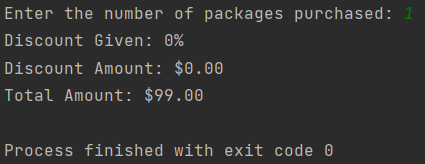 Enter the number of packages purchased: 1
Discount Given: 0%
Discount Amount: $0.00
Total Amount: $99.00
Process finished with exit code 0